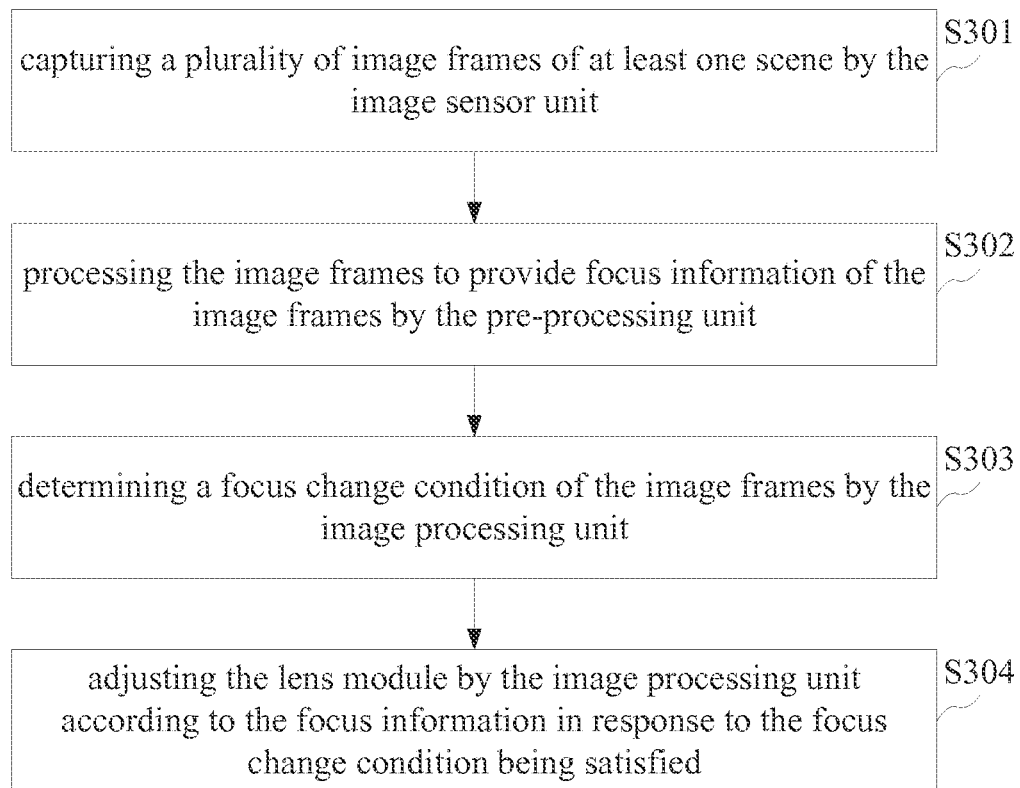 S301
capturing a plurality of image frames of at least one scene by the
image sensor unit
S302
processing the image frames to provide focus information of the
image frames by the pre-processing unit
S303
determining a focus change condition of the image frames by the
image processing unit
S304
adjusting the lens module by the image processing unit
according to the focus information in response to the focus
change condition being satisfied